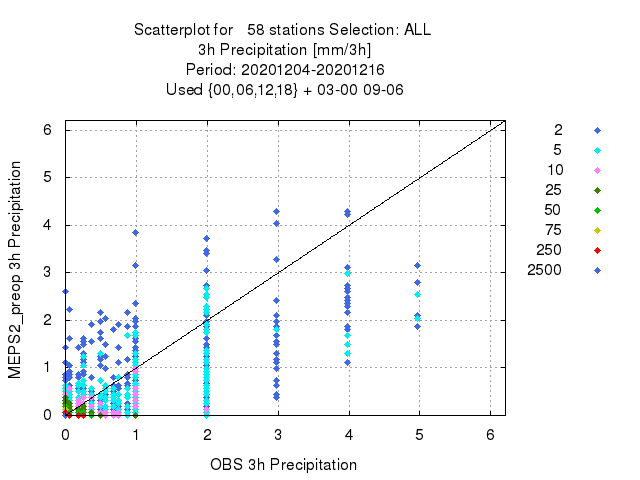 Scatterplot for 58 stations Selection: ALL
3h Precipitation [mm/3h]
Period: 20201204-20201216
Used {00,06,12,18} + 03-00 09-06
MEPS2_preop 3h Precipitation
6
5
4
3
2
1
0
0 1 2 3 4 5 6
OBS 3h Precipitation
2
5
10
25
50
75
250
2500